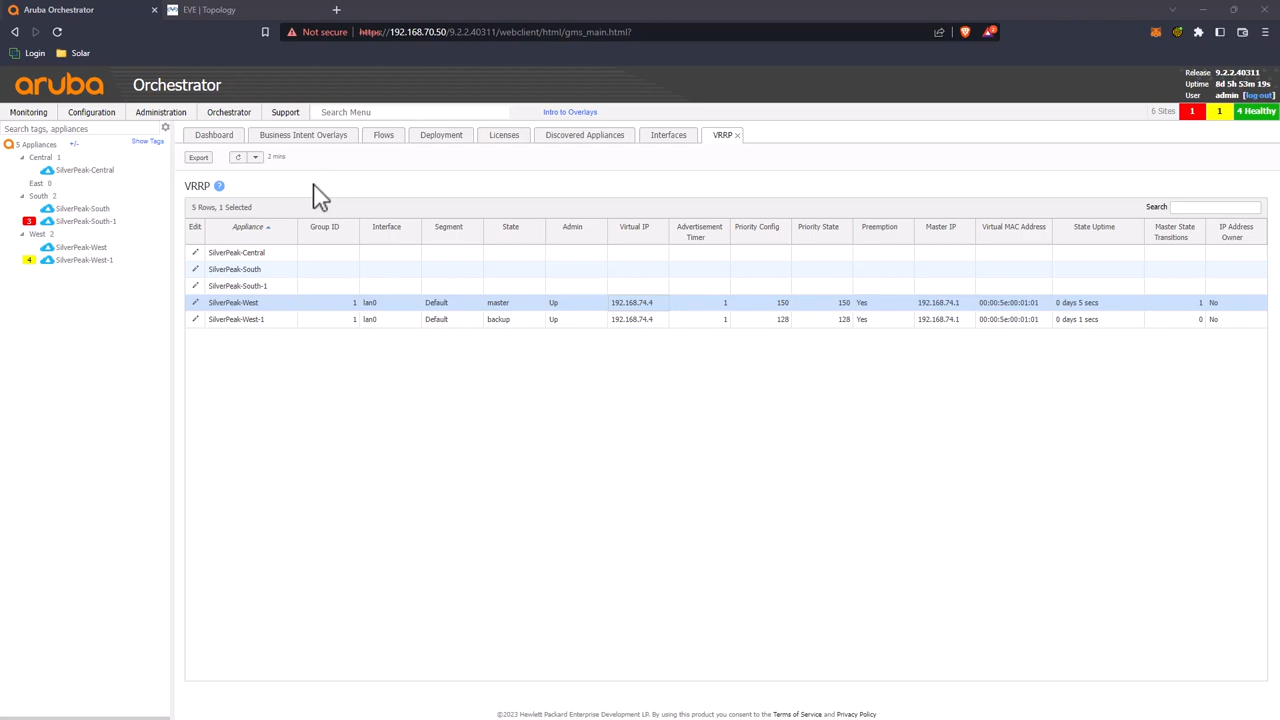 Aruba Orchestrator
EVE | Topology
Not secure https://192.168.70.50/9.2.2.40311/webclient/html/gms_main.html?
Login Solar
aruba Orchestrator
Release 9.2.2.40311
Uptime 8d 5h 53m 19s
User admin [log out]
Monitoring Configuration Administration Orchestrator Support Search Menu Intro to Overlays 6 Sites 1 1 4 Healthy
Search tags, appliances
5 Appliances +/- Show Tags
Central 1
SilverPeak-Central
East 0
South 2
SilverPeak-South
3 SilverPeak-South-1
West 2
SilverPeak-West
4 SilverPeak-West-1
Dashboard Business Intent Overlays Flows Deployment Licenses Discovered Appliances Interfaces VRRP ×
Export 2 mins
VRRP ?
5 Rows, 1 Selected Search
Edit Appliance Group ID Interface Segment State Admin Virtual IP Advertisement Timer Priority Config Priority State Preemption Master IP Virtual MAC Address State Uptime Master State Transitions IP Address Owner
SilverPeak-Central
SilverPeak-South
SilverPeak-South-1
SilverPeak-West 1 lan0 Default master Up 192.168.74.4 1 150 150 Yes 192.168.74.1 00:00:5e:00:01:01 0 days 5 secs 1 No
SilverPeak-West-1 1 lan0 Default backup Up 192.168.74.4 1 128 128 Yes 192.168.74.1 00:00:5e:00:01:01 0 days 1 secs 0 No
©2023 Hewlett Packard Enterprise Development LP. By using this product you consent to the Terms of Service and Privacy Policy